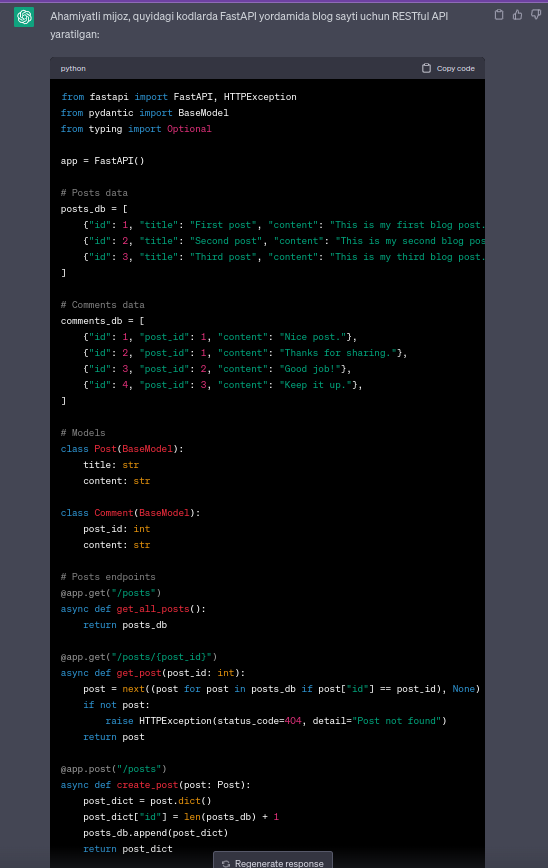 Ahamiyatli mijoz, quyidagi kodlarda FastAPI yordamida blog sayti uchun RESTful API
yaratilgan:
python Copy code
from fastapi import FastAPI, HTTPException
from pydantic import BaseModel
from typing import Optional

app = FastAPI()

# Posts data
posts_db = [
    {"id": 1, "title": "First post", "content": "This is my first blog post.
    {"id": 2, "title": "Second post", "content": "This is my second blog pos
    {"id": 3, "title": "Third post", "content": "This is my third blog post.
]

# Comments data
comments_db = [
    {"id": 1, "post_id": 1, "content": "Nice post."},
    {"id": 2, "post_id": 1, "content": "Thanks for sharing."},
    {"id": 3, "post_id": 2, "content": "Good job!"},
    {"id": 4, "post_id": 3, "content": "Keep it up."},
]

# Models
class Post(BaseModel):
    title: str
    content: str

class Comment(BaseModel):
    post_id: int
    content: str

# Posts endpoints
@app.get("/posts")
async def get_all_posts():
    return posts_db

@app.get("/posts/{post_id}")
async def get_post(post_id: int):
    post = next((post for post in posts_db if post["id"] == post_id), None)
    if not post:
        raise HTTPException(status_code=404, detail="Post not found")
    return post

@app.post("/posts")
async def create_post(post: Post):
    post_dict = post.dict()
    post_dict["id"] = len(posts_db) + 1
    posts_db.append(post_dict)
    return post_dict
Regenerate response